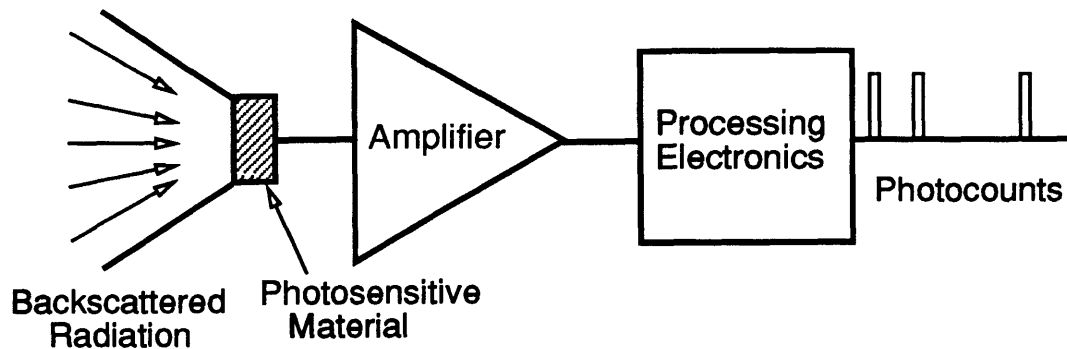 Backscattered
Radiation
Photosensitive
Material
Amplifier
Processing
Electronics
Photocounts